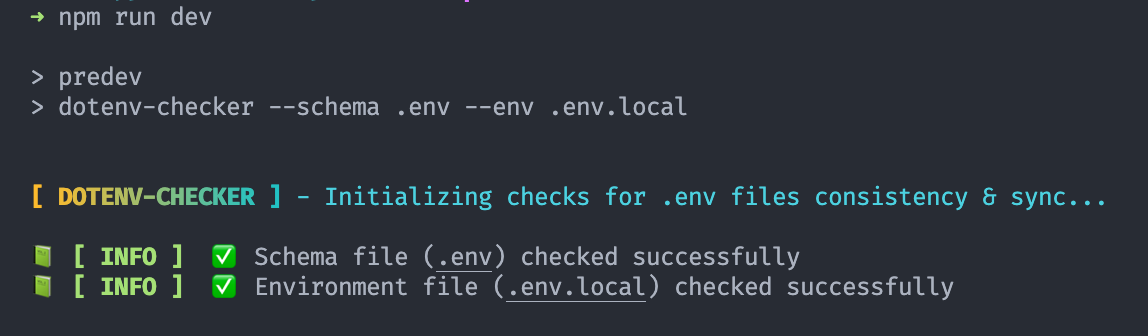 ➜ npm run dev
> predev
> dotenv-checker --schema .env --env .env.local
[ DOTENV-CHECKER ] - Initializing checks for .env files consistency & sync...
📗 [ INFO ] ✅ Schema file (.env) checked successfully
📗 [ INFO ] ✅ Environment file (.env.local) checked successfully